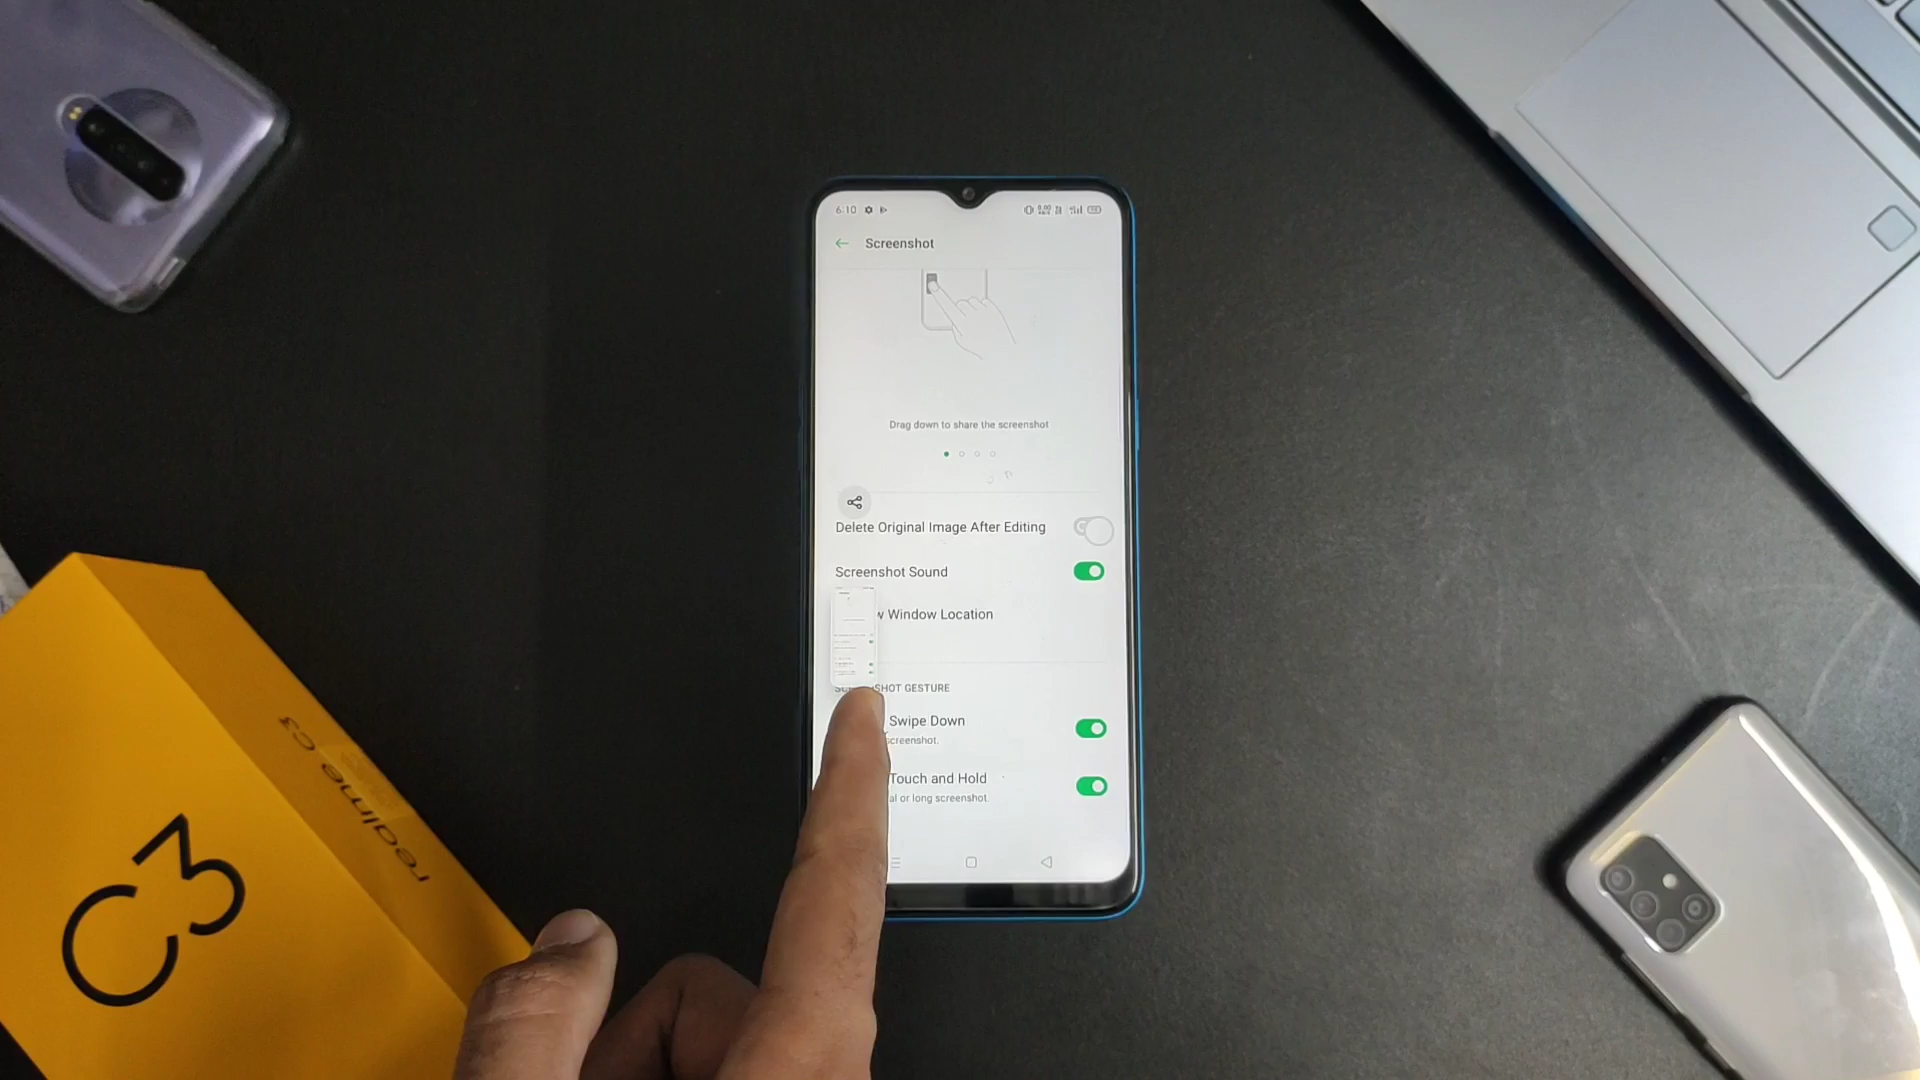 6:10
Screenshot
Drag down to share the screenshot
Delete Original Image After Editing
Screenshot Sound
w Window Location
SHOT GESTURE
Swipe Down
screenshot.
Touch and Hold
al or long screenshot.
C3
realme C3